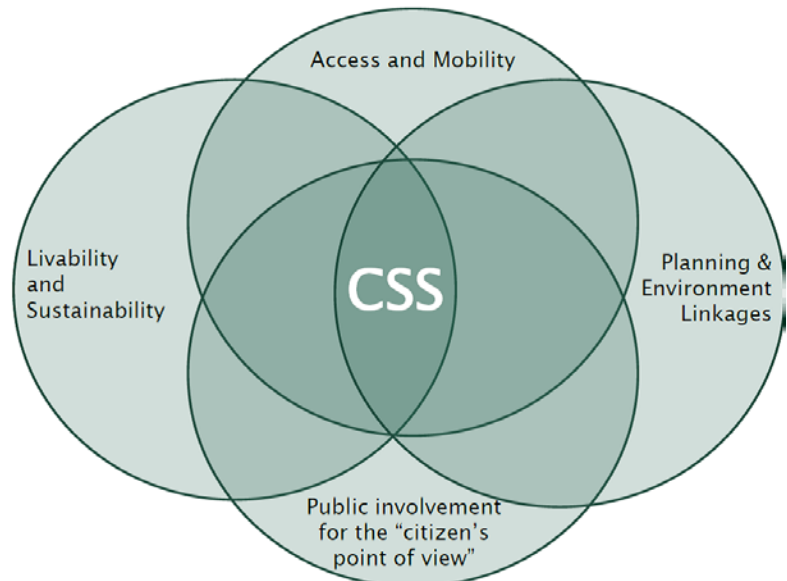 Access and Mobility
Livability
and
Sustainability
CSS
Planning &
Environment
Linkages
Public involvement
for the “citizen’s
point of view”